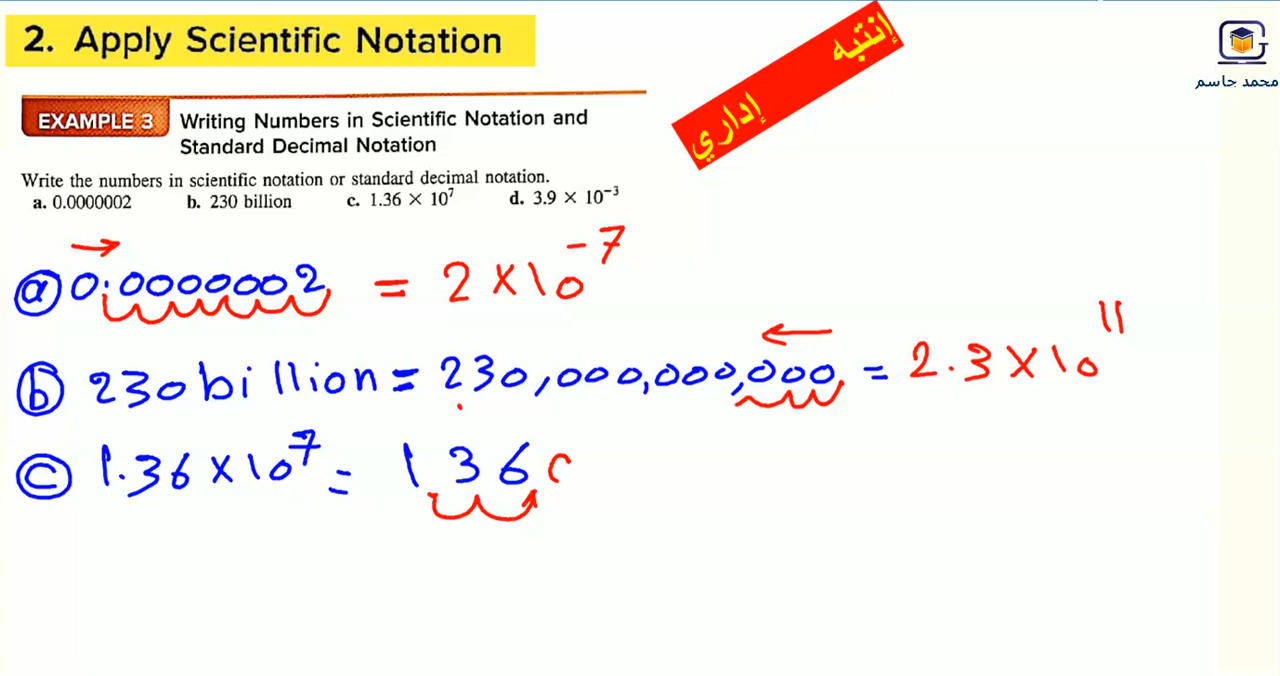 2. Apply Scientific Notation
إنتبه
إداري
محمد جاسم
EXAMPLE 3 Writing Numbers in Scientific Notation and
Standard Decimal Notation
Write the numbers in scientific notation or standard decimal notation.
a. 0.0000002 b. 230 billion c. 1.36 × 10⁷ d. 3.9 × 10⁻³
ⓐ 0.0000002 = 2 × 10⁻⁷
ⓑ 230 billion = 230,000,000,000. = 2.3 × 10¹¹
ⓒ 1.36 × 10⁷ = 136